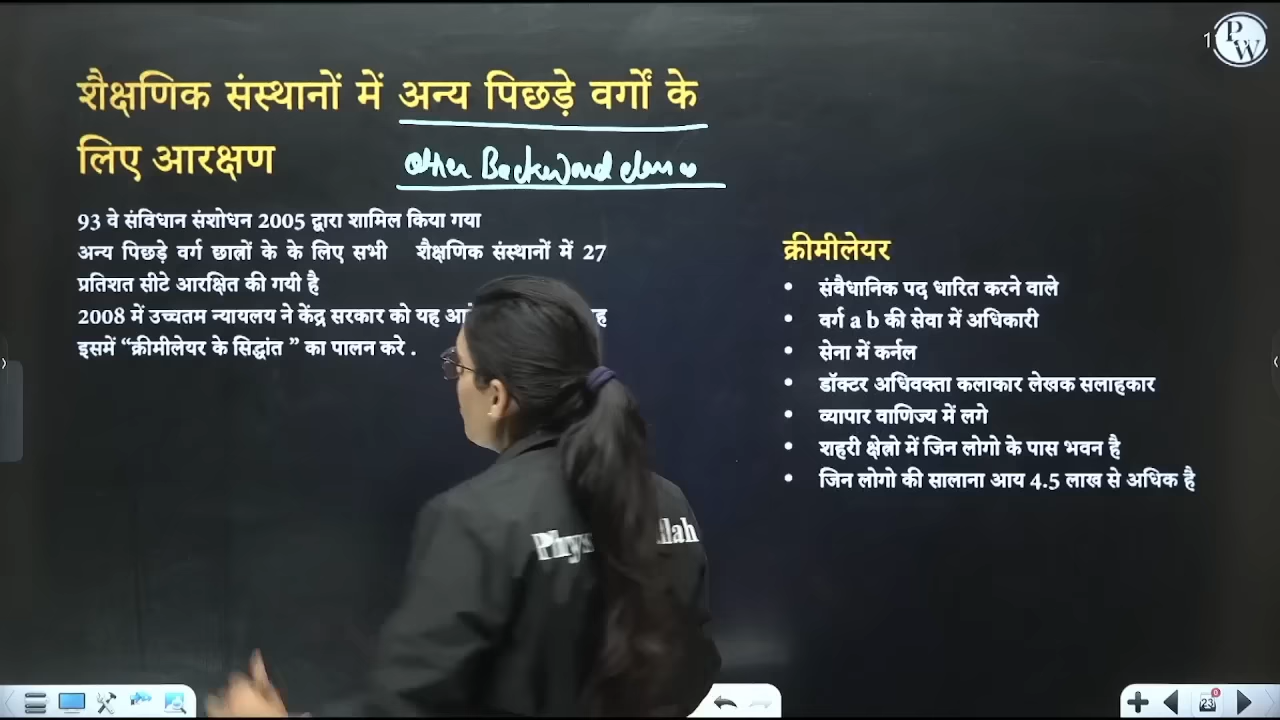 शैक्षणिक संस्थानों में अन्य पिछड़े वर्गों के
लिए आरक्षण
other Backward
93 वे संविधान संशोधन 2005 द्वारा शामिल किया गया
अन्य पिछड़े वर्ग छात्रों के के लिए सभी शैक्षणिक संस्थानों में 27
प्रतिशत सीटे आरक्षित की गयी है
2008 में उच्चतम न्यायलय ने केंद्र सरकार को यह
इसमें “क्रीमीलेयर के सिद्धांत ” का पालन करे .
क्रीमीलेयर
• संवैधानिक पद धारित करने वाले
• वर्ग a b की सेवा में अधिकारी
• सेना में कर्नल
• डॉक्टर अधिवक्ता कलाकार लेखक सलाहकार
• व्यापार वाणिज्य में लगे
• शहरी क्षेत्रो में जिन लोगो के पास भवन है
• जिन लोगो की सालाना आय 4.5 लाख से अधिक है
PW
23